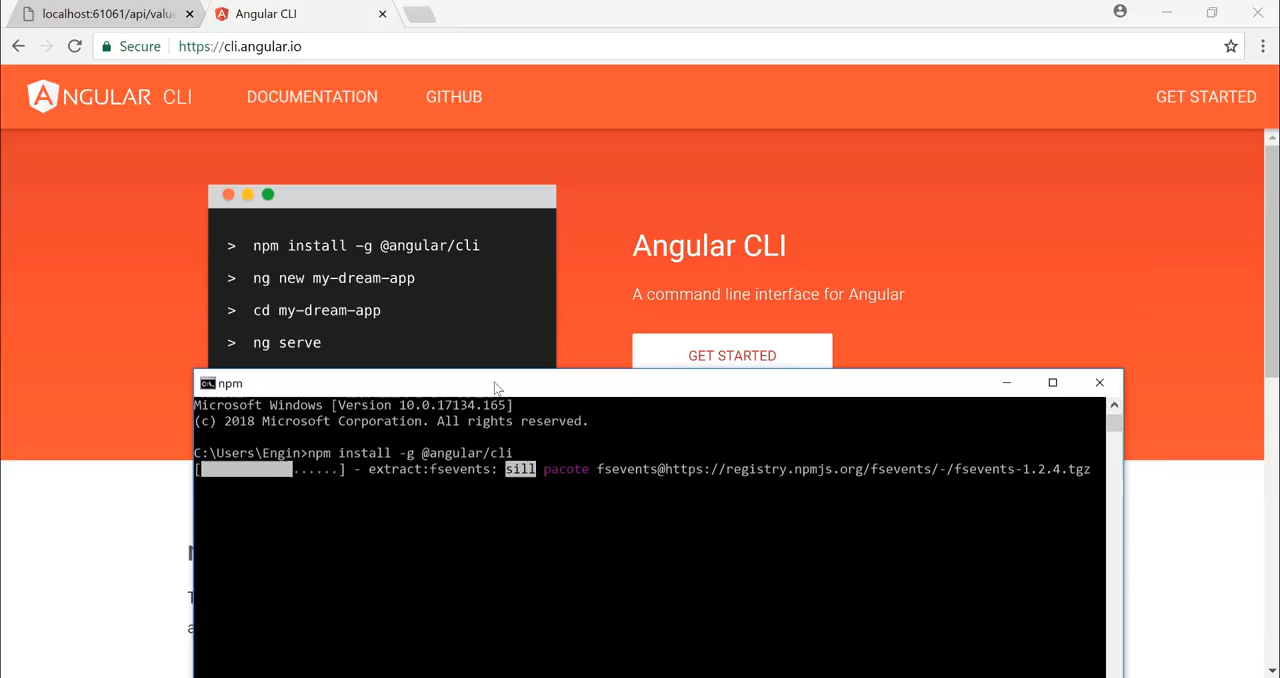 localhost:61061/api/valu
Angular CLI
Secure
https://cli.angular.io
ANGULAR CLI
DOCUMENTATION
GITHUB
GET STARTED
> npm install -g @angular/cli
> ng new my-dream-app
> cd my-dream-app
> ng serve
Angular CLI
A command line interface for Angular
GET STARTED
npm
Microsoft Windows [Version 10.0.17134.165]
(c) 2018 Microsoft Corporation. All rights reserved.
C:\Users\Engin>npm install -g @angular/cli
[ ......] - extract:fsevents: sill pacote fsevents@https://registry.npmjs.org/fsevents/-/fsevents-1.2.4.tgz